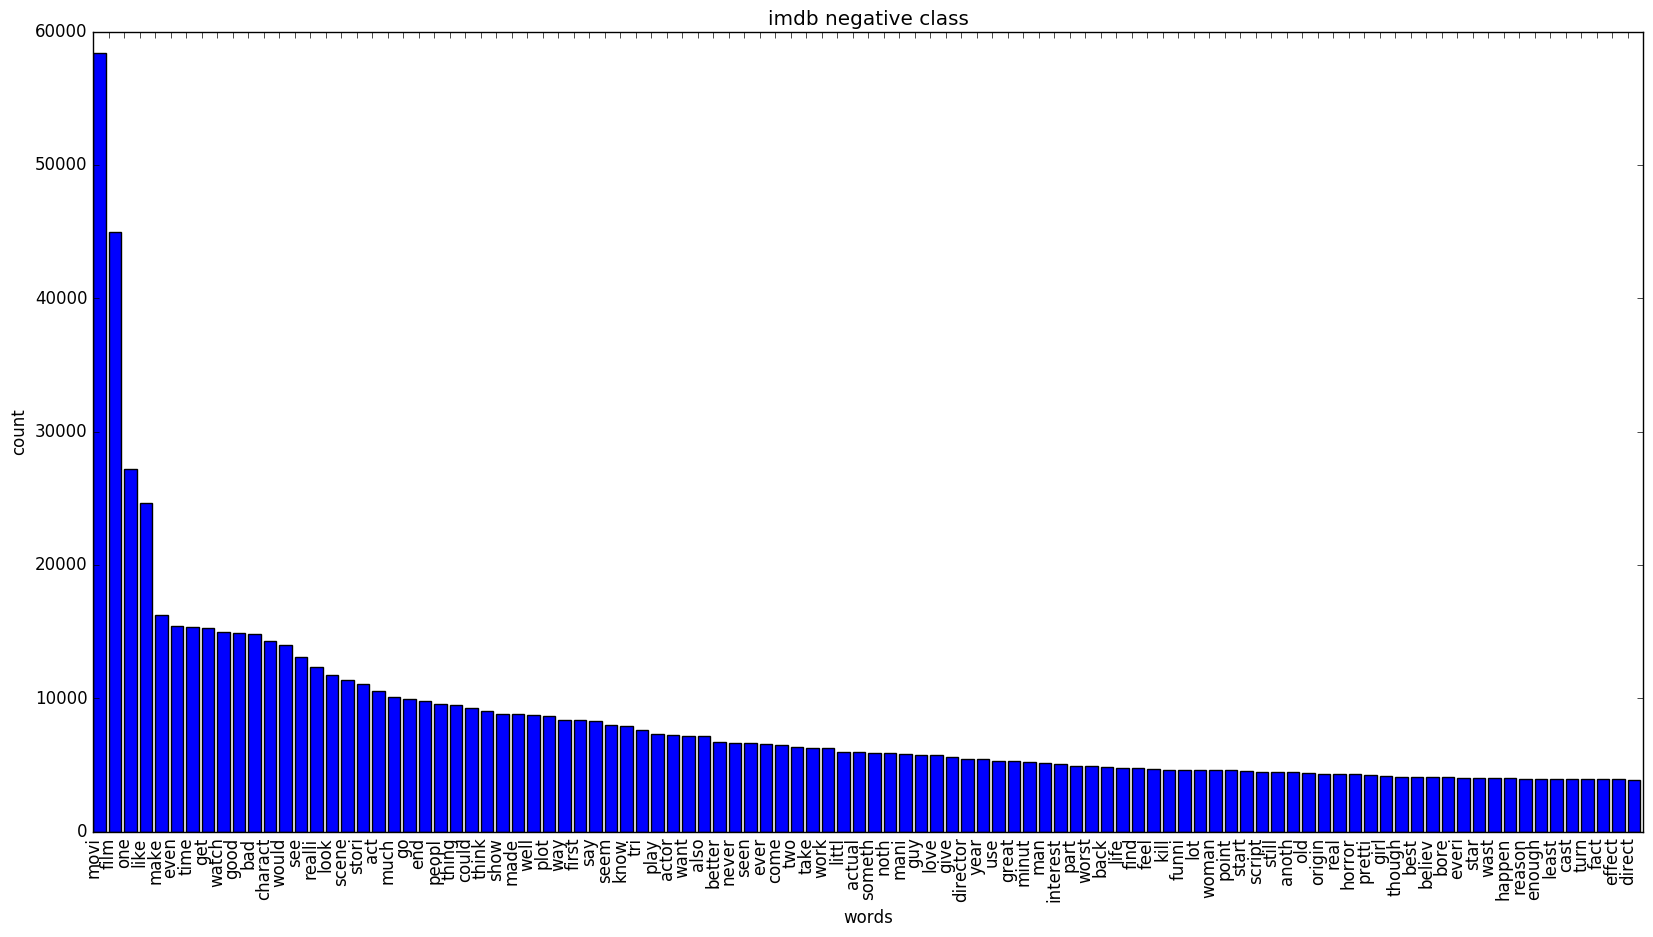 imdb negative class
60000
50000
40000
30000
20000
10000
0
count
movi
film
one
like
make
even
time
get
watch
good
bad
charact
would
see
realli
look
scene
stori
act
much
go
end
peopl
thing
could
think
show
made
well
plot
way
first
say
seem
know
tri
play
actor
want
also
better
never
seen
ever
come
two
take
work
littl
actual
someth
noth
mani
guy
love
give
director
year
use
great
minut
man
interest
part
worst
back
life
find
feel
kill
funni
lot
woman
point
start
script
still
anoth
old
origin
real
horror
pretti
girl
though
best
believ
bore
everi
star
wast
happen
reason
enough
least
cast
turn
fact
effect
direct
words